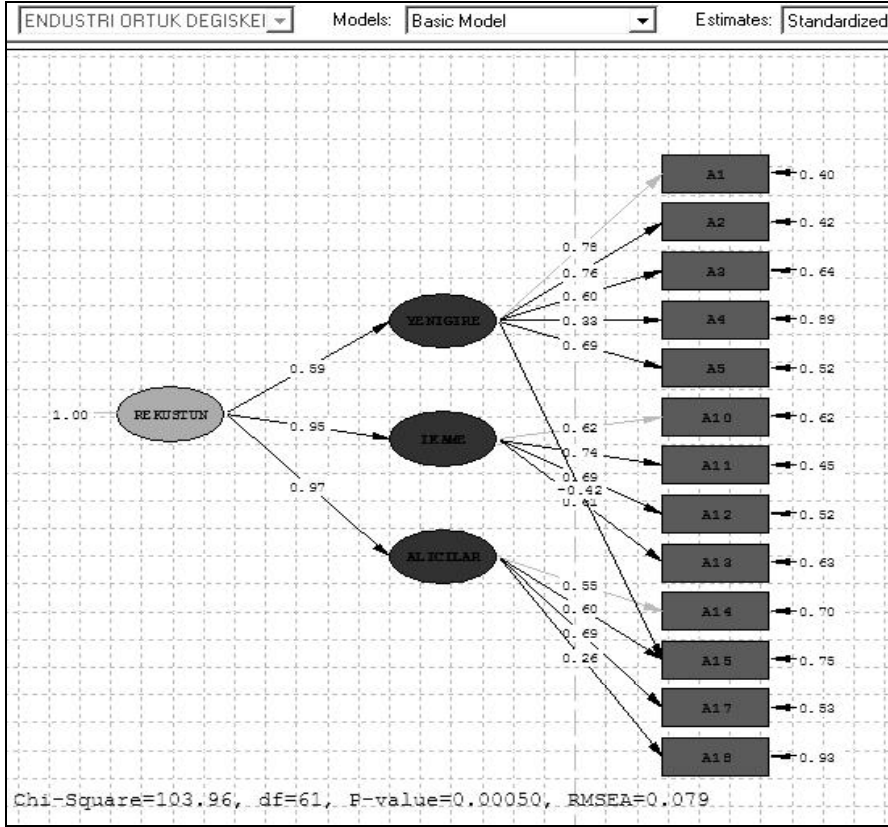 ENDUSTRI ORTUK DEGISKEI
Models:
Basic Model
Estimates:
Standardized
A1
0.40
A2
0.42
0.78
0.76
A3
0.64
0.60
YENIGIRE
0.33
A4
0.89
0.69
A5
0.52
0.59
1.00
REKUSTUN
A10
0.62
0.95
0.62
IKAME
0.74
A11
0.45
0.69
-0.42
0.61
0.97
A12
0.52
ALICILAR
A13
0.63
0.55
0.60
A14
0.70
0.69
0.26
A15
0.75
A17
0.53
A18
0.93
Chi-Square=103.96, df=61, P-value=0.00050, RMSEA=0.079